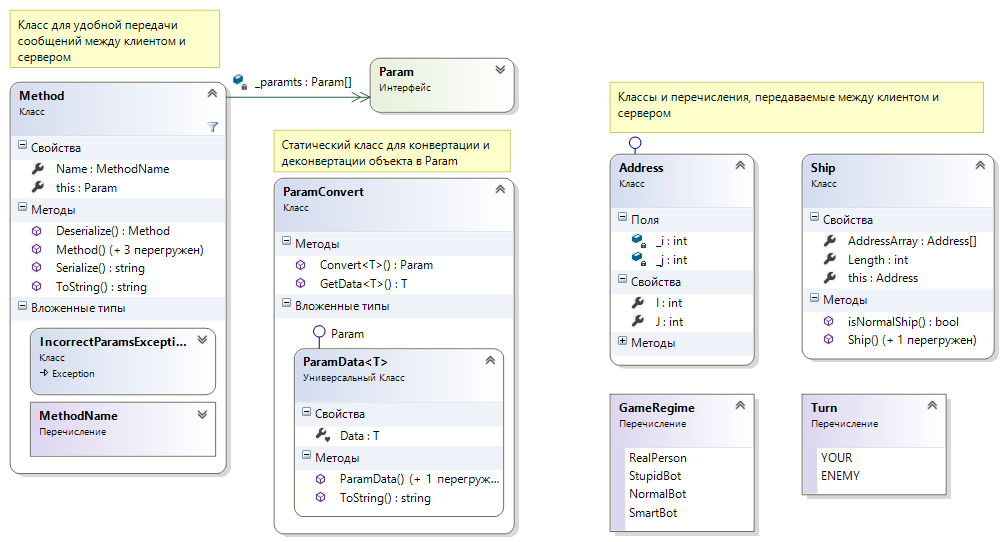 Класс для удобной передачи
сообщений между клиентом и
сервером
Method
Класс
Свойства
Name : MethodName
this : Param
Методы
Deserialize() : Method
Method() (+ 3 перегружен)
Serialize() : string
ToString() : string
Вложенные типы
IncorrectParamsExcepti...
Класс
Exception
MethodName
Перечисление
_paramts : Param[]
Param
Интерфейс
Статический класс для конвертации и
деконвертации объекта в Param
ParamConvert
Класс
Методы
Convert<T>() : Param
GetData<T>() : T
Вложенные типы
Param
ParamData<T>
Универсальный Класс
Свойства
Data : T
Методы
ParamData() (+ 1 перегруж...
ToString() : string
Классы и перечисления, передаваемые между клиентом и
сервером
Address
Класс
Поля
_i : int
_j : int
Свойства
I : int
J : int
Методы
Ship
Класс
Свойства
AddressArray : Address[]
Length : int
this : Address
Методы
isNormalShip() : bool
Ship() (+ 1 перегружен)
GameRegime
Перечисление
RealPerson
StupidBot
NormalBot
SmartBot
Turn
Перечисление
YOUR
ENEMY